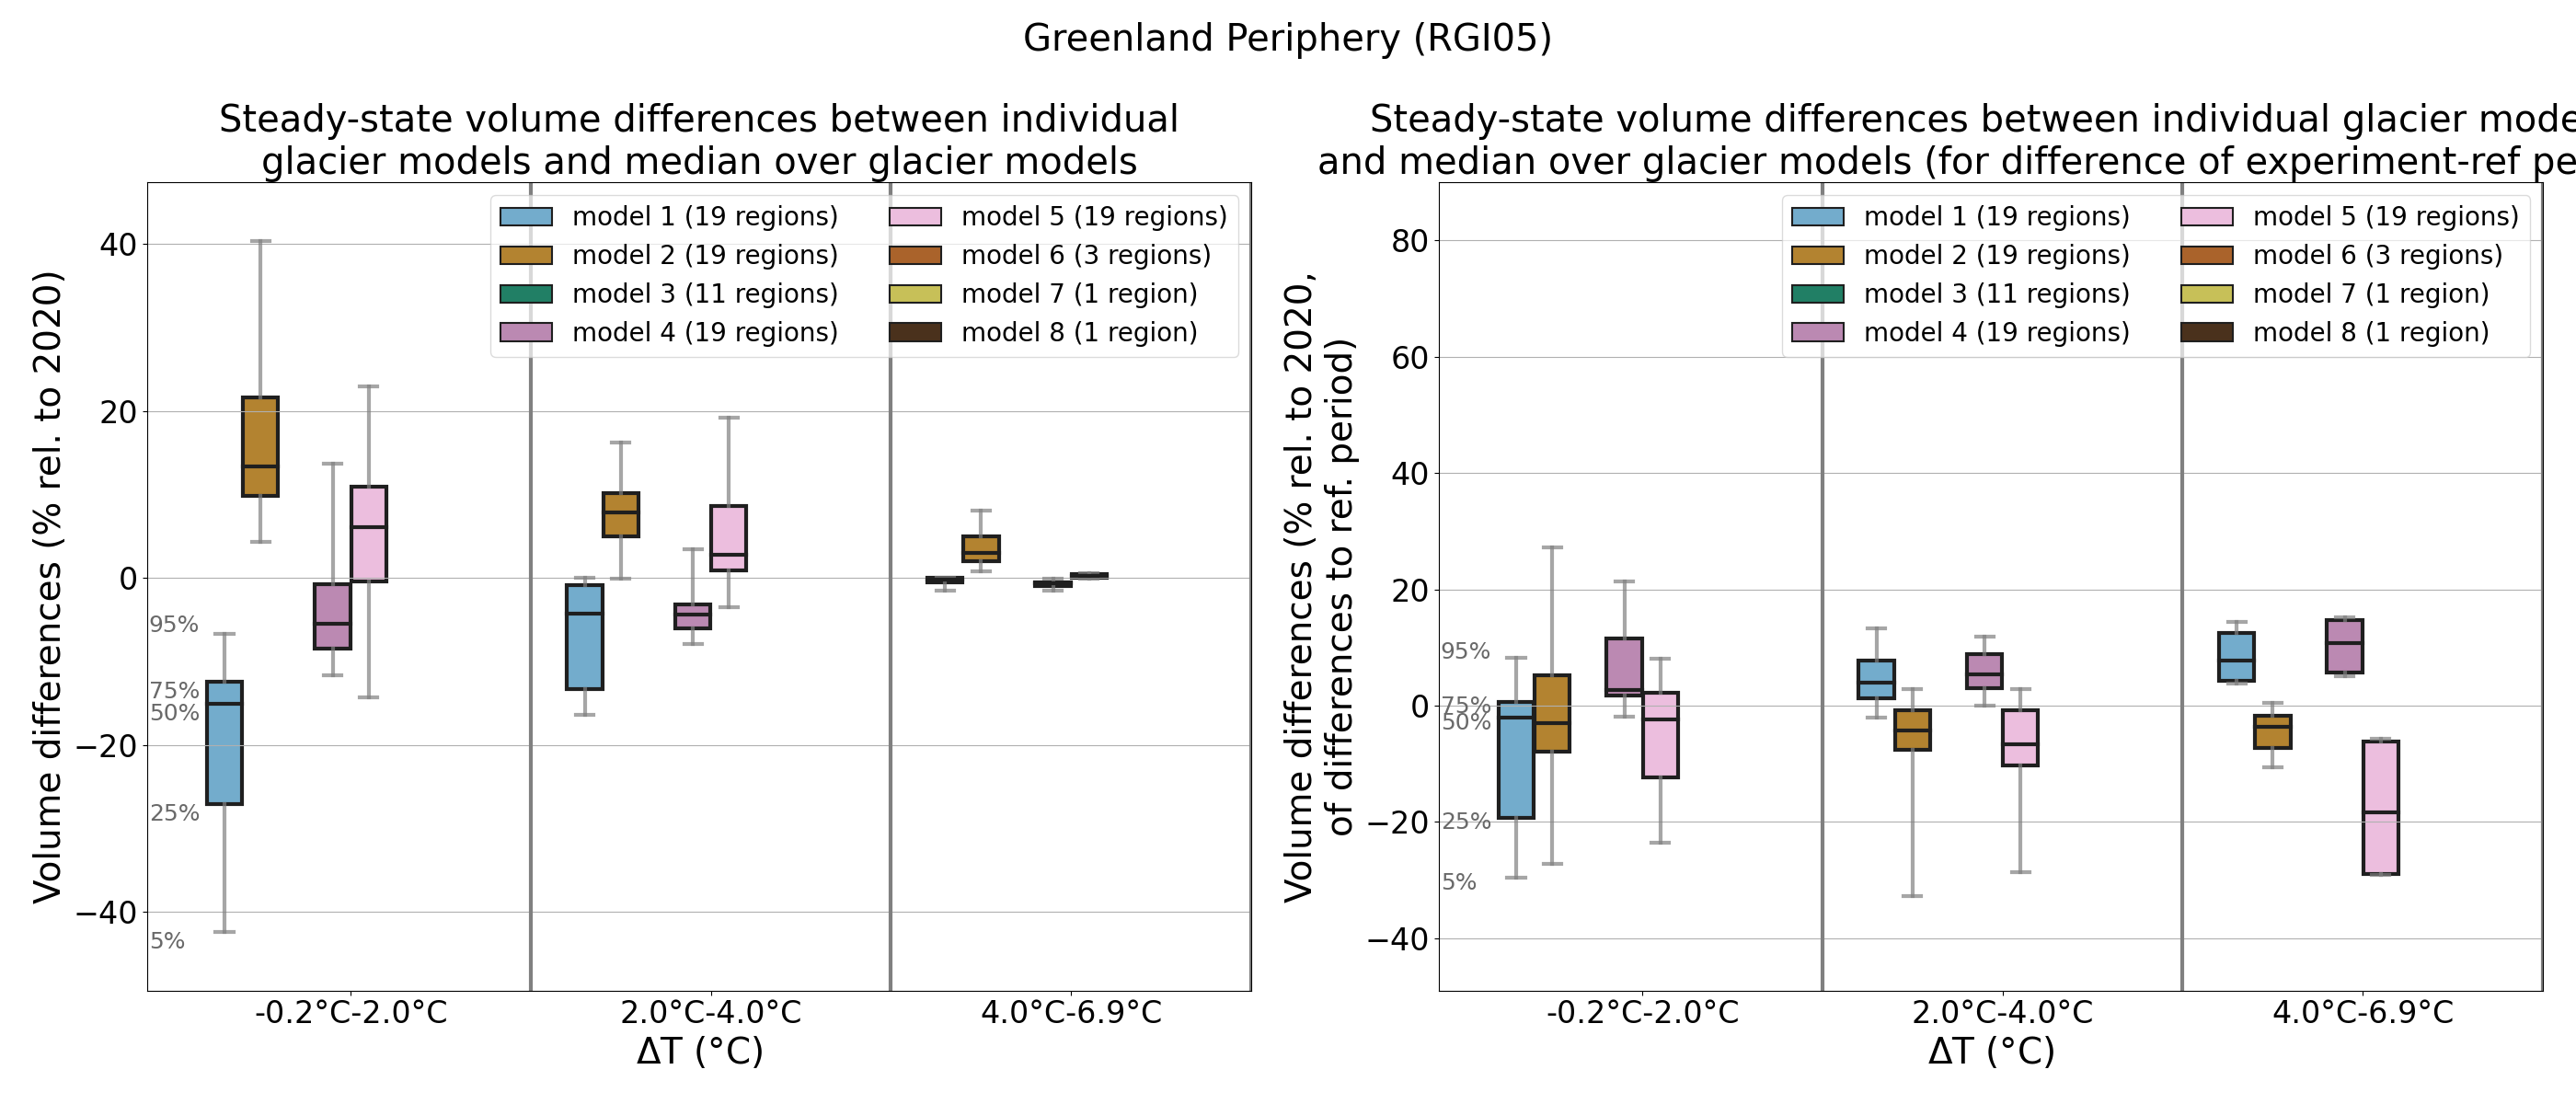 Greenland Periphery (RGI05)
Steady-state volume differences between individual
glacier models and median over glacier models
Volume differences (% rel. to 2020)
40
20
0
−20
−40
95%
75%
50%
25%
5%
model 1 (19 regions)
model 2 (19 regions)
model 3 (11 regions)
model 4 (19 regions)
model 5 (19 regions)
model 6 (3 regions)
model 7 (1 region)
model 8 (1 region)
-0.2°C-2.0°C
2.0°C-4.0°C
4.0°C-6.9°C
ΔT (°C)
Steady-state volume differences between individual glacier mode
and median over glacier models (for difference of experiment-ref pe
Volume differences (% rel. to 2020,
of differences to ref. period)
80
60
40
20
0
−20
−40
95%
75%
50%
25%
5%
model 1 (19 regions)
model 2 (19 regions)
model 3 (11 regions)
model 4 (19 regions)
model 5 (19 regions)
model 6 (3 regions)
model 7 (1 region)
model 8 (1 region)
-0.2°C-2.0°C
2.0°C-4.0°C
4.0°C-6.9°C
ΔT (°C)